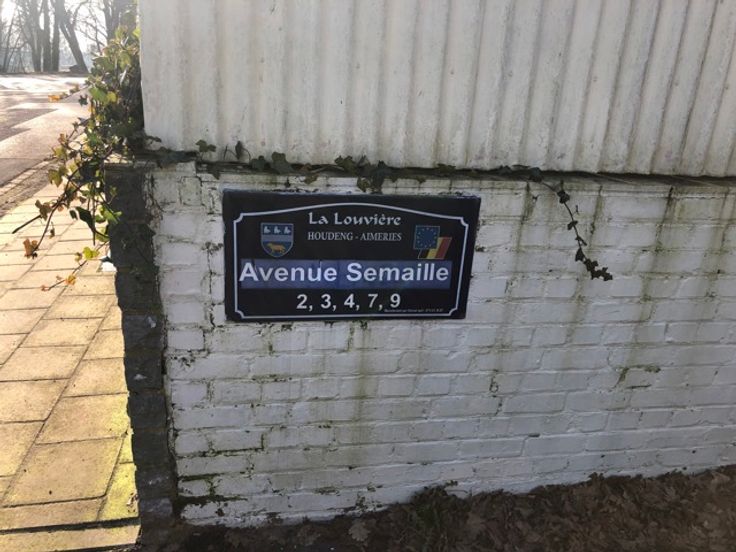 La Louvière
HOUDENG - AIMERIES
Avenue Semaille
2, 3, 4, 7, 9